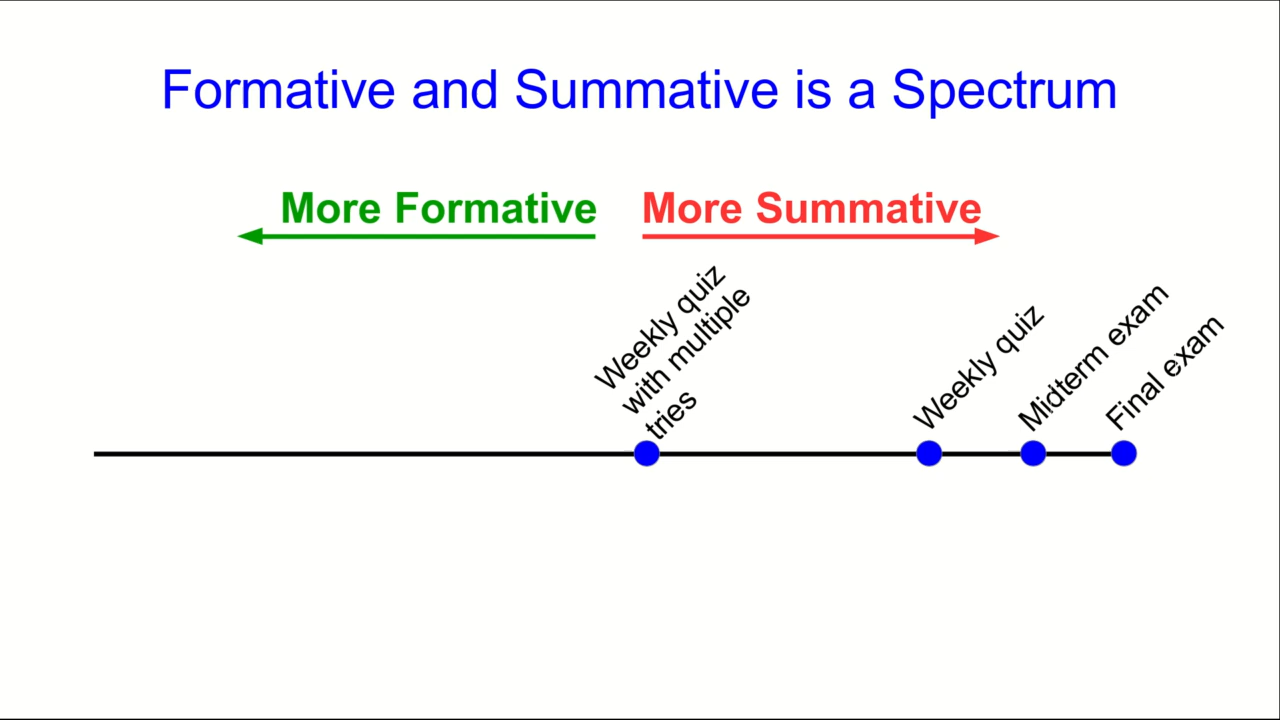 Formative and Summative is a Spectrum
More Formative
More Summative
Weekly quiz
with multiple
tries
Weekly quiz
Midterm exam
Final exam